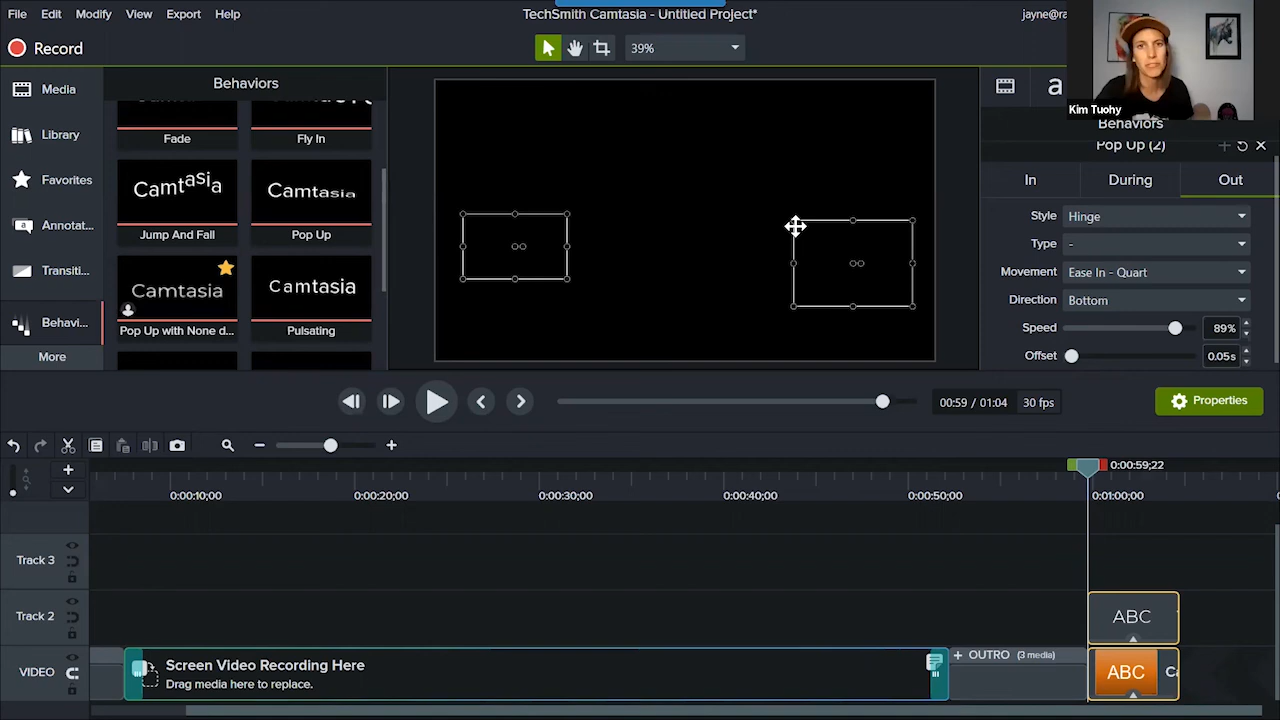 File Edit Modify View Export Help
TechSmith Camtasia - Untitled Project*
Record
39%
Kim Tuohy
Media
Library
Favorites
Annotat...
Transiti...
Behavi...
More
Behaviors
Fade
Fly In
Camtasia
Jump And Fall
Camtasia
Pop Up
Camtasia
Pop Up with None d...
Camtasia
Pulsating
a
Behaviors
Pop Up (2)
In During Out
Style Hinge
Type -
Movement Ease In - Quart
Direction Bottom
Speed 89%
Offset 0.05s
00:59 / 01:04 30 fps
Properties
0:00:59;22
0:00:10;00 0:00:20;00 0:00:30;00 0:00:40;00 0:00:50;00 0:01:00;00
Track 3
Track 2
ABC
VIDEO
Screen Video Recording Here
Drag media here to replace.
+ OUTRO (3 media)
ABC